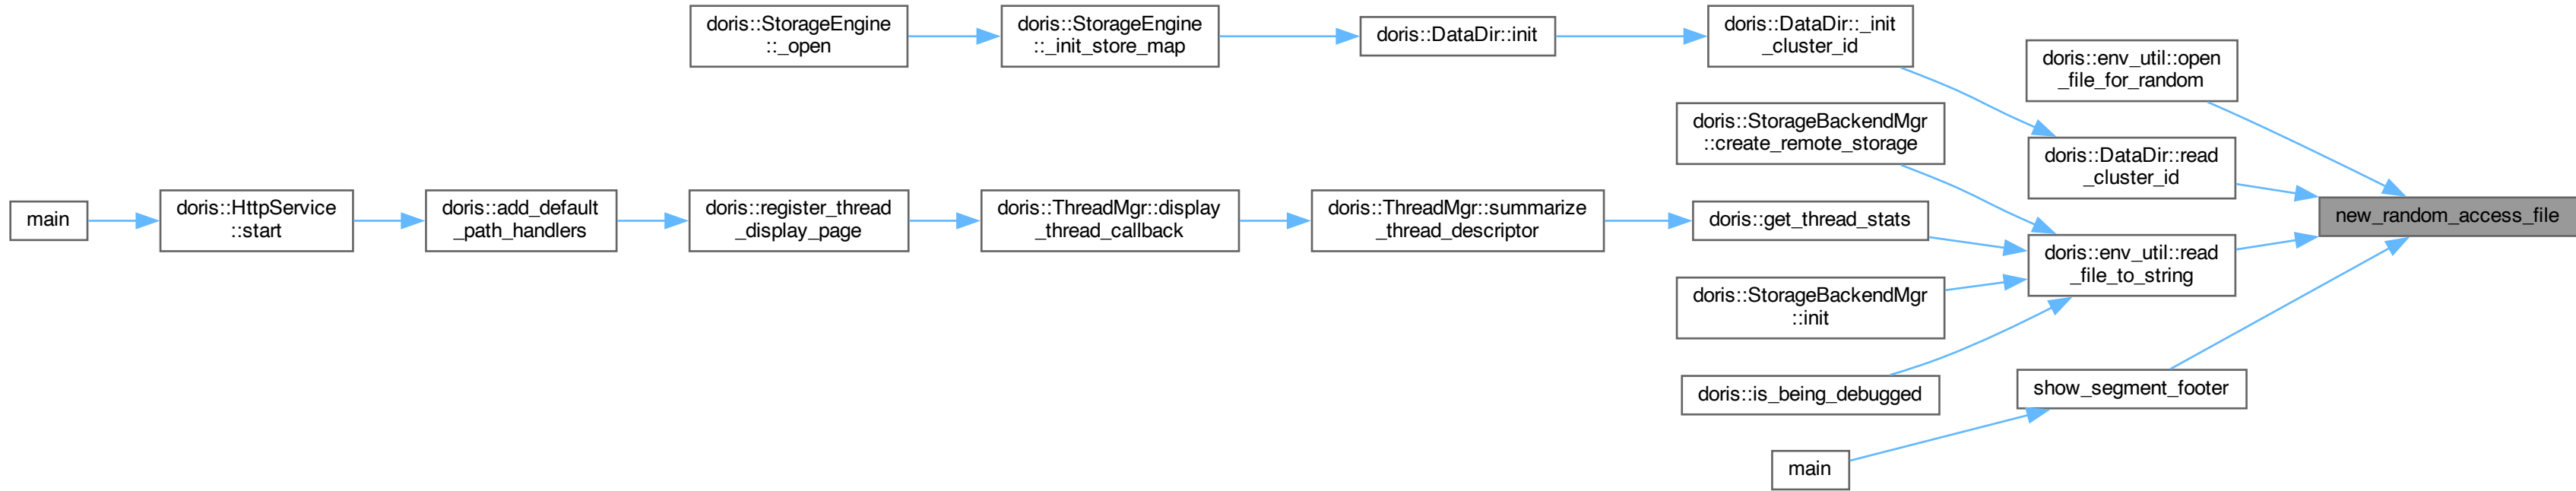 doris::StorageEngine
::_open
doris::StorageEngine
::_init_store_map
doris::DataDir::init
doris::DataDir::_init
_cluster_id
doris::env_util::open
_file_for_random
doris::StorageBackendMgr
::create_remote_storage
doris::DataDir::read
_cluster_id
main
doris::HttpService
::start
doris::add_default
_path_handlers
doris::register_thread
_display_page
doris::ThreadMgr::display
_thread_callback
doris::ThreadMgr::summarize
_thread_descriptor
doris::get_thread_stats
new_random_access_file
doris::env_util::read
_file_to_string
doris::StorageBackendMgr
::init
doris::is_being_debugged
show_segment_footer
main